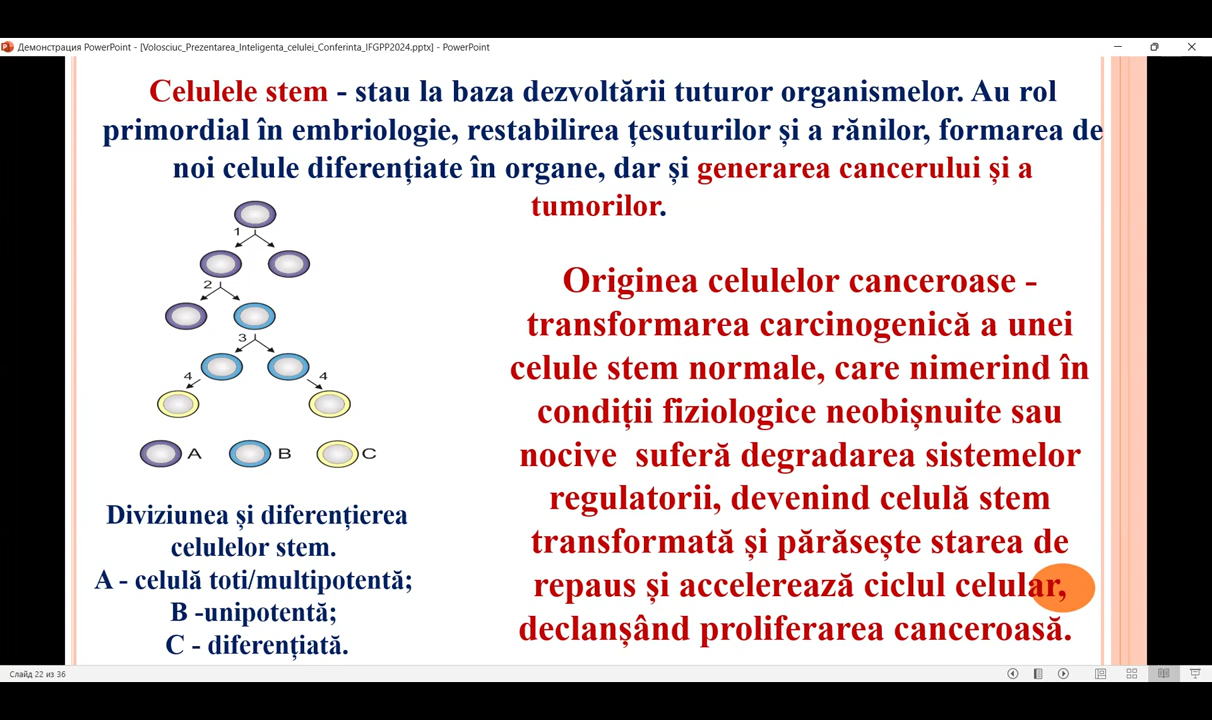 Демонстрация PowerPoint - [Volosciuc_Prezentarea_Inteligenta_celulei_Conferinta_IFGPP2024.pptx] - PowerPoint
Celulele stem - stau la baza dezvoltării tuturor organismelor. Au rol
primordial în embriologie, restabilirea țesuturilor și a rănilor, formarea de
noi celule diferențiate în organe, dar și generarea cancerului și a
tumorilor.
1
2
3
4 4
A B C
Diviziunea și diferențierea
celulelor stem.
A - celulă toti/multipotentă;
B -unipotentă;
C - diferențiată.
Originea celulelor canceroase -
transformarea carcinogenică a unei
celule stem normale, care nimerind în
condiții fiziologice neobișnuite sau
nocive suferă degradarea sistemelor
regulatorii, devenind celulă stem
transformată și părăsește starea de
repaus și accelerează ciclul celular,
declanșând proliferarea canceroasă.
Слайд 22 из 36